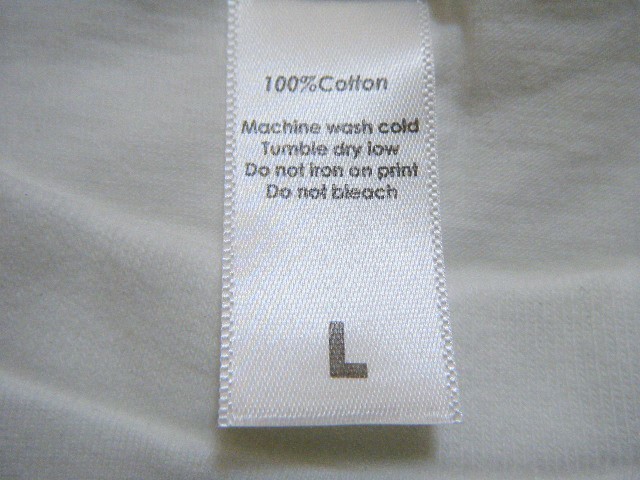 100%Cotton
Machine wash cold
Tumble dry low
Do not iron on print
Do not bleach
L